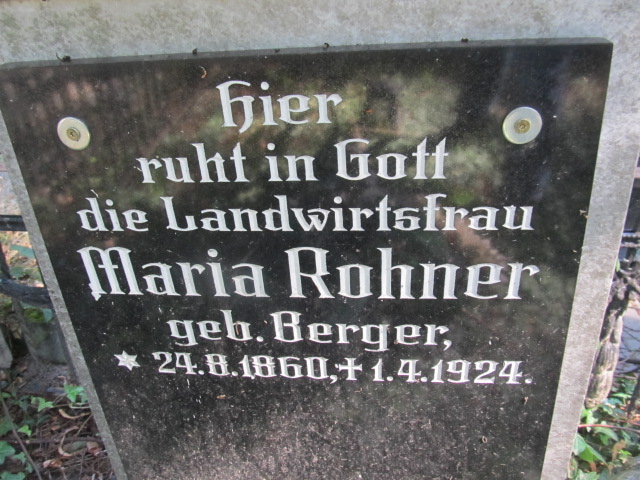 Hier
ruht in Gott
die Landwirtsfrau
Maria Rohner
geb. Berger,
* 24.8.1860, † 1.4.1924.